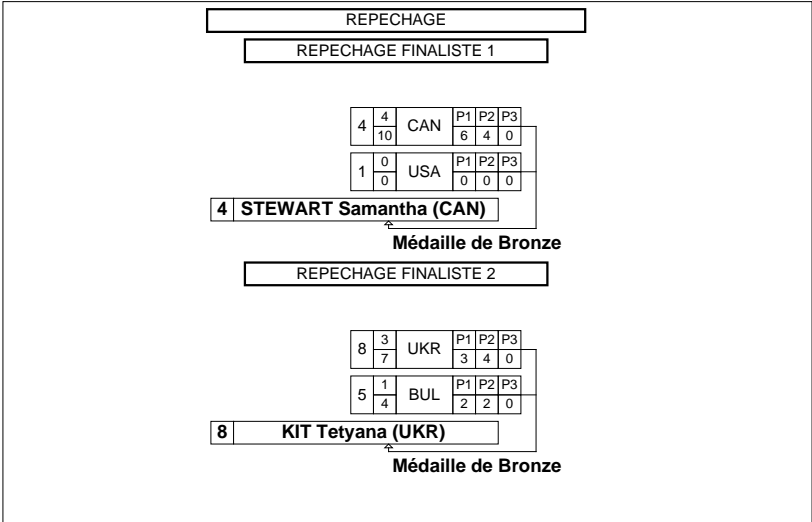 REPECHAGE
REPECHAGE FINALISTE 1
4 4 CAN P1 P2 P3
10 6 4 0
1 0 USA P1 P2 P3
0 0 0 0
4 STEWART Samantha (CAN)
Médaille de Bronze
REPECHAGE FINALISTE 2
8 3 UKR P1 P2 P3
7 3 4 0
5 1 BUL P1 P2 P3
4 2 2 0
8 KIT Tetyana (UKR)
Médaille de Bronze